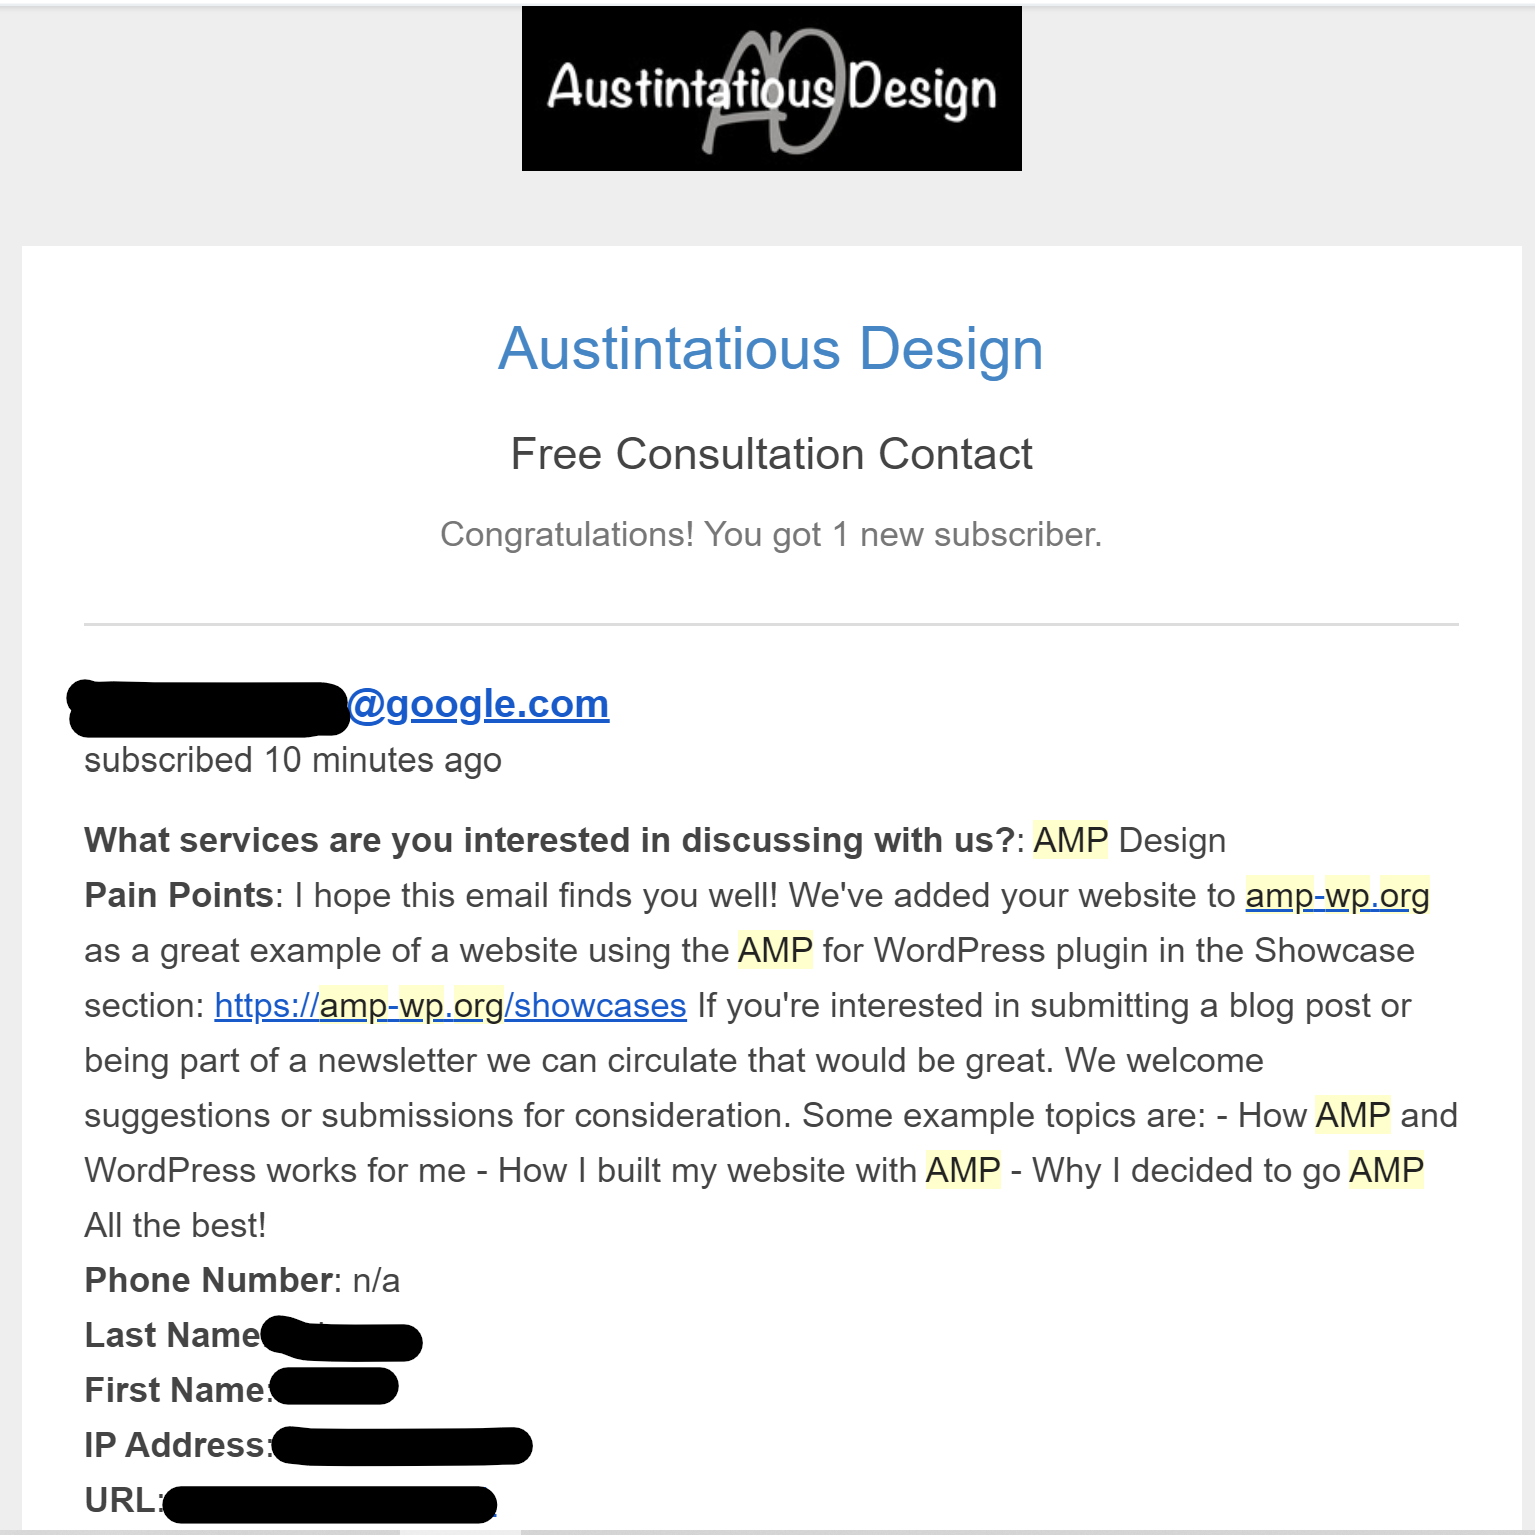 Austintatious Design
Austintatious Design
Free Consultation Contact
Congratulations! You got 1 new subscriber.
@google.com
subscribed 10 minutes ago
What services are you interested in discussing with us?: AMP Design
Pain Points: I hope this email finds you well! We've added your website to amp-wp.org
as a great example of a website using the AMP for WordPress plugin in the Showcase
section: https://amp-wp.org/showcases If you're interested in submitting a blog post or
being part of a newsletter we can circulate that would be great. We welcome
suggestions or submissions for consideration. Some example topics are: - How AMP and
WordPress works for me - How I built my website with AMP - Why I decided to go AMP
All the best!
Phone Number: n/a
Last Name
First Name:
IP Address:
URL: